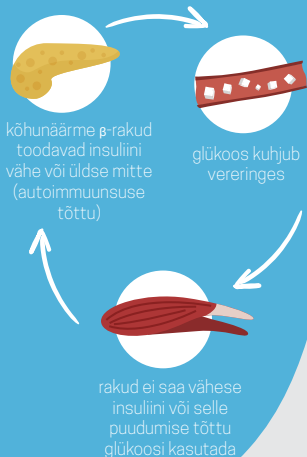 kõhunäärme β-rakud
toodavad insuliini
vähe või üldse mitte
(autoimmuunsuse
tõttu)
glükoos kuhjub
vereringes
rakud ei saa vähese
insuliini või selle
puudumise tõttu
glükoosi kasutada